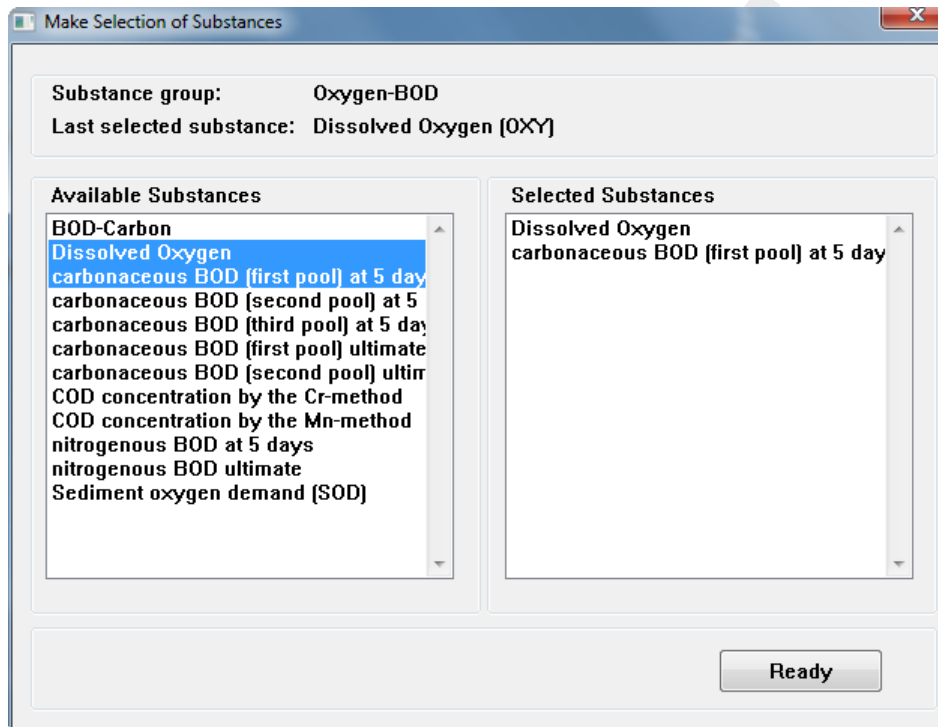 Make Selection of Substances
Substance group: Oxygen-BOD
Last selected substance: Dissolved Oxygen (OXY)
Available Substances
BOD-Carbon
Dissolved Oxygen
carbonaceous BOD (first pool) at 5 day
carbonaceous BOD (second pool) at 5
carbonaceous BOD (third pool) at 5 day
carbonaceous BOD (first pool) ultimate
carbonaceous BOD (second pool) ultim
COD concentration by the Cr-method
COD concentration by the Mn-method
nitrogenous BOD at 5 days
nitrogenous BOD ultimate
Sediment oxygen demand (SOD)
Selected Substances
Dissolved Oxygen
carbonaceous BOD (first pool) at 5 day
Ready